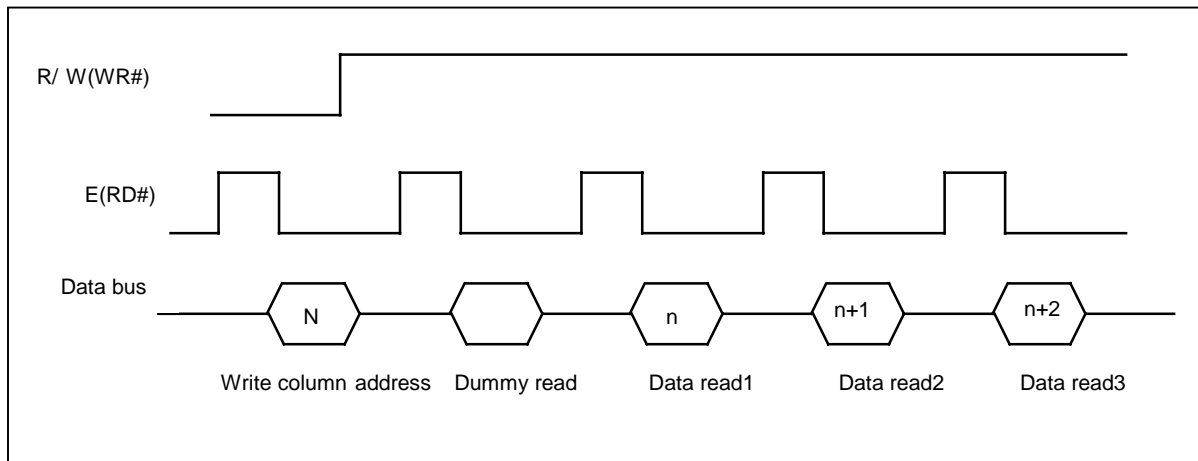 R/ W(WR#)
E(RD#)
Data bus
N
n
n+1
n+2
Write column address
Dummy read
Data read1
Data read2
Data read3